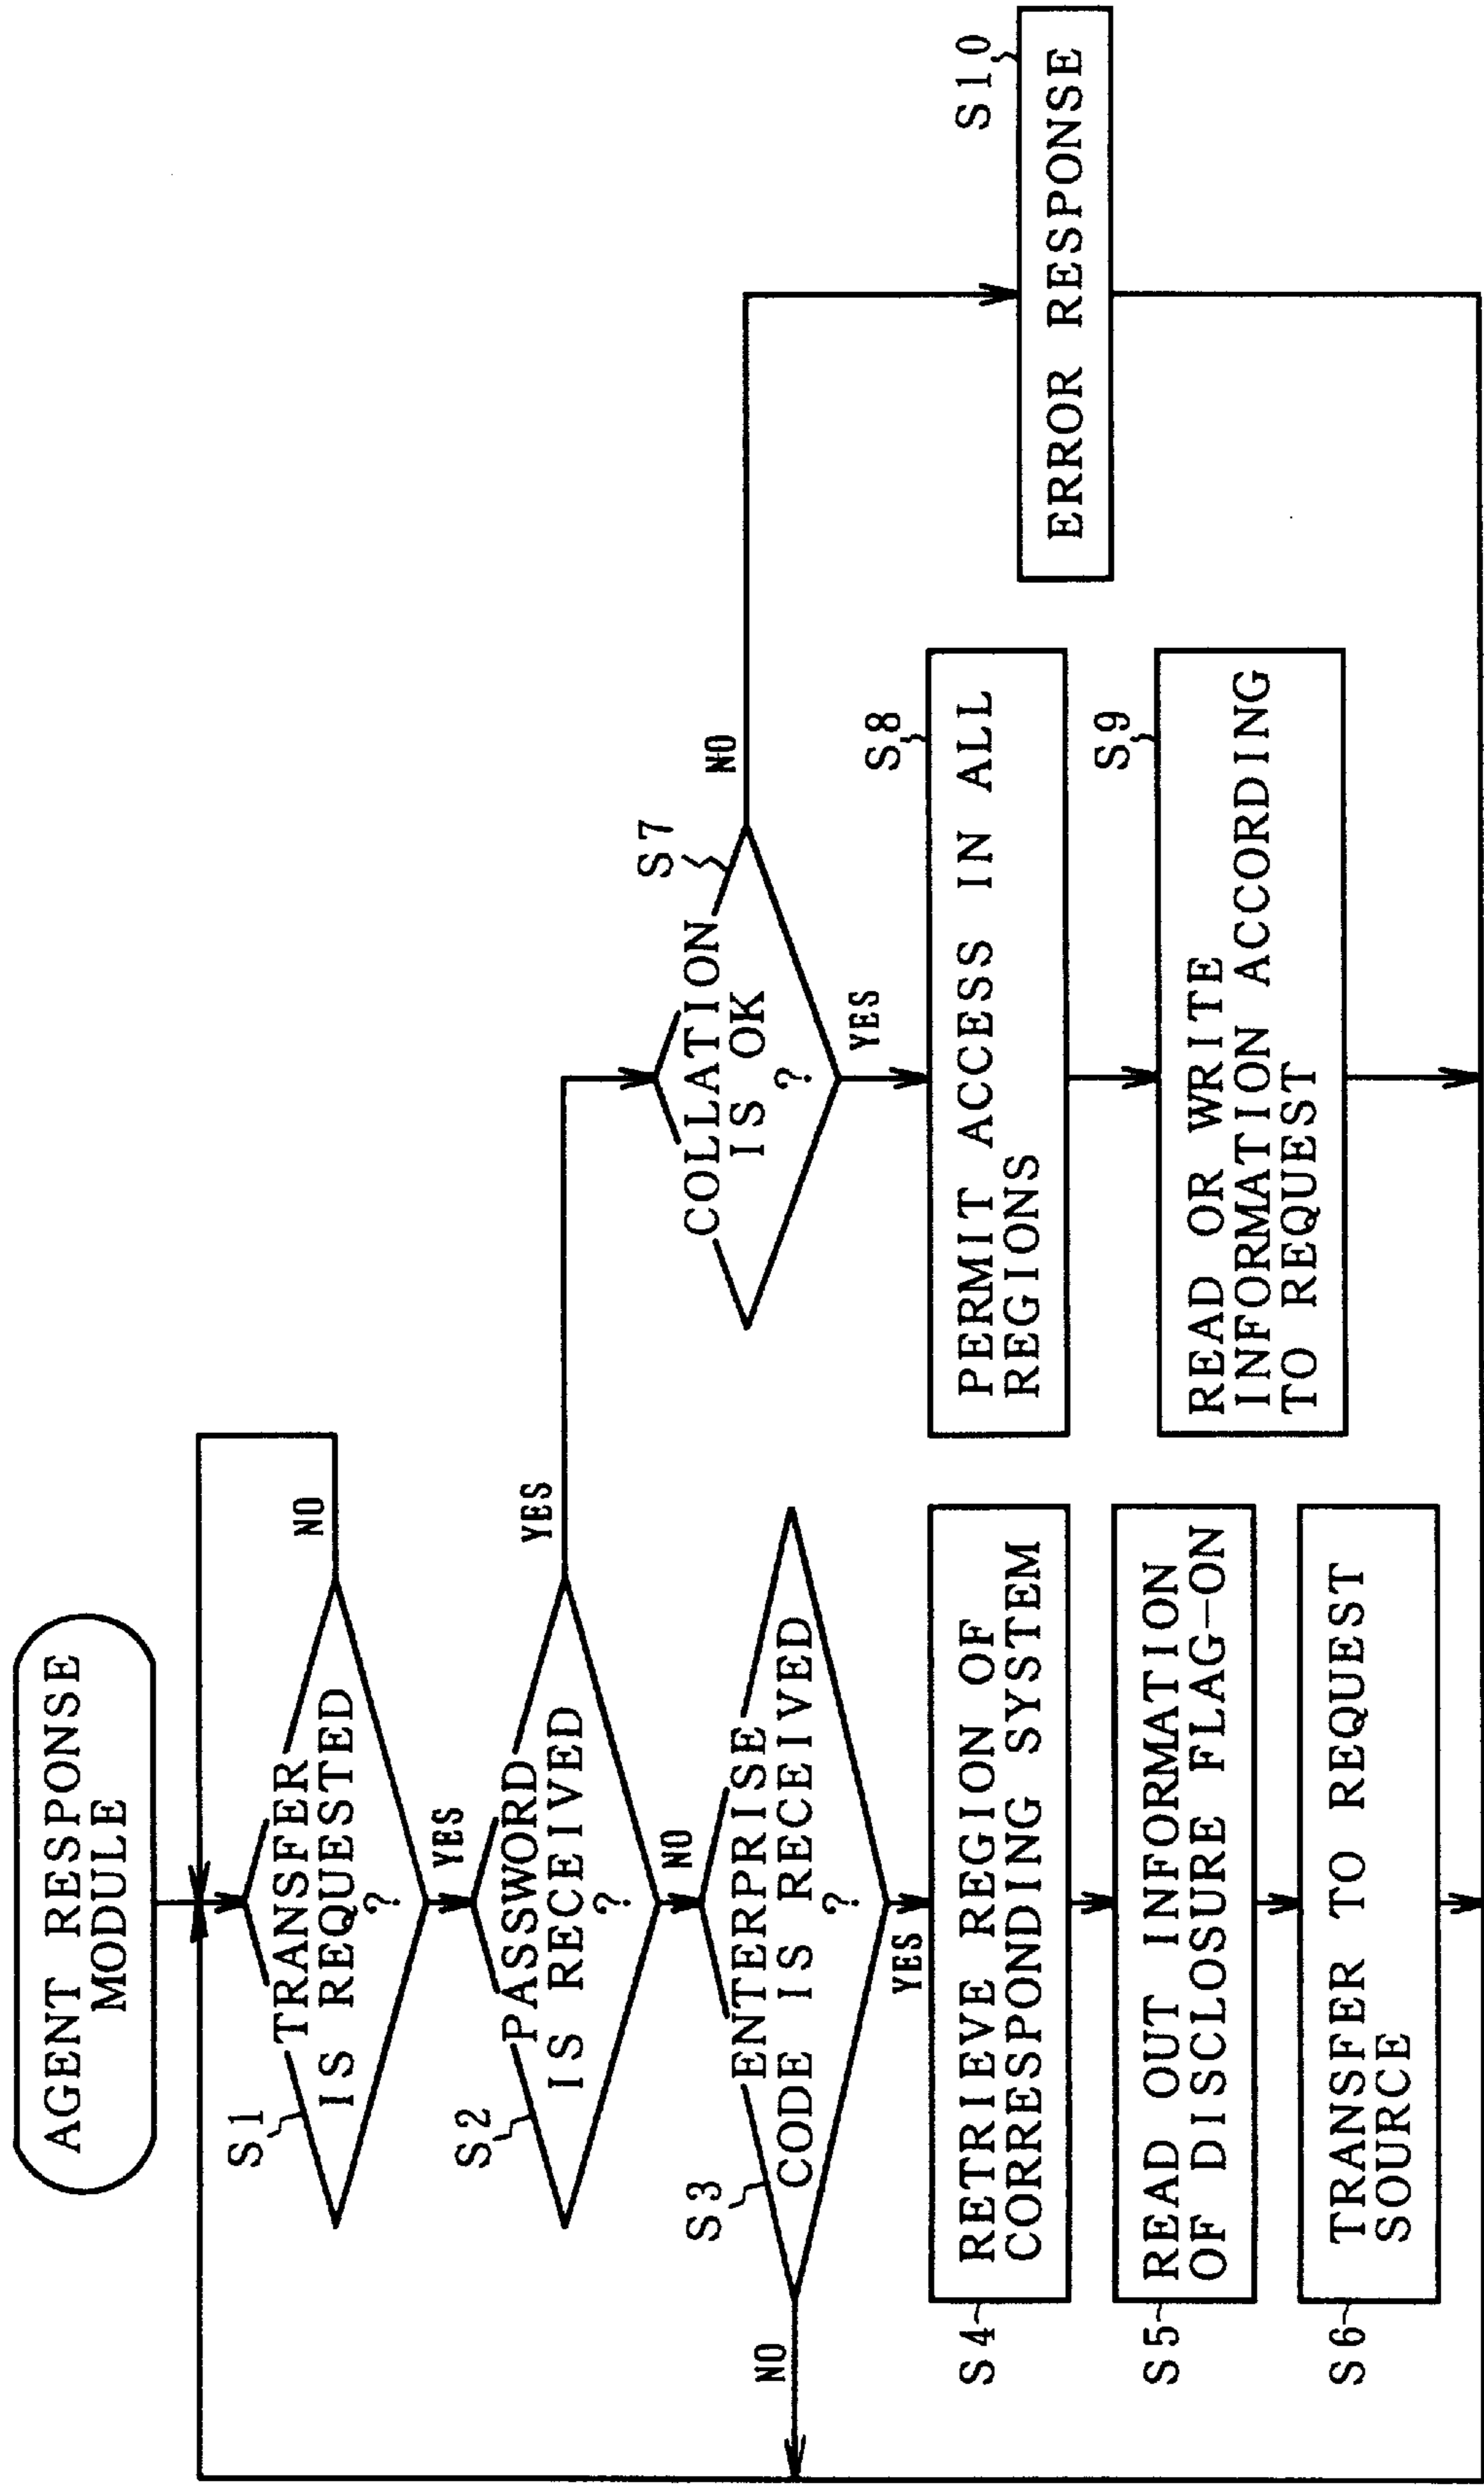 AGENT RESPONSE
MODULE
S1
TRANSFER
IS REQUESTED
?
NO
YES
S2
PASSWORD
IS RECEIVED
?
YES
NO
S3
ENTERPRISE
CODE IS RECEIVED
?
NO
YES
S4
RETRIEVE REGION OF
CORRESPONDING SYSTEM
S5
READ OUT INFORMATION
OF DISCLOSURE FLAG-ON
S6
TRANSFER TO REQUEST
SOURCE
S7
COLLATION
IS OK
?
NO
YES
S8
PERMIT ACCESS IN ALL
REGIONS
S9
READ OR WRITE
INFORMATION ACCORDING
TO REQUEST
S10
ERROR RESPONSE